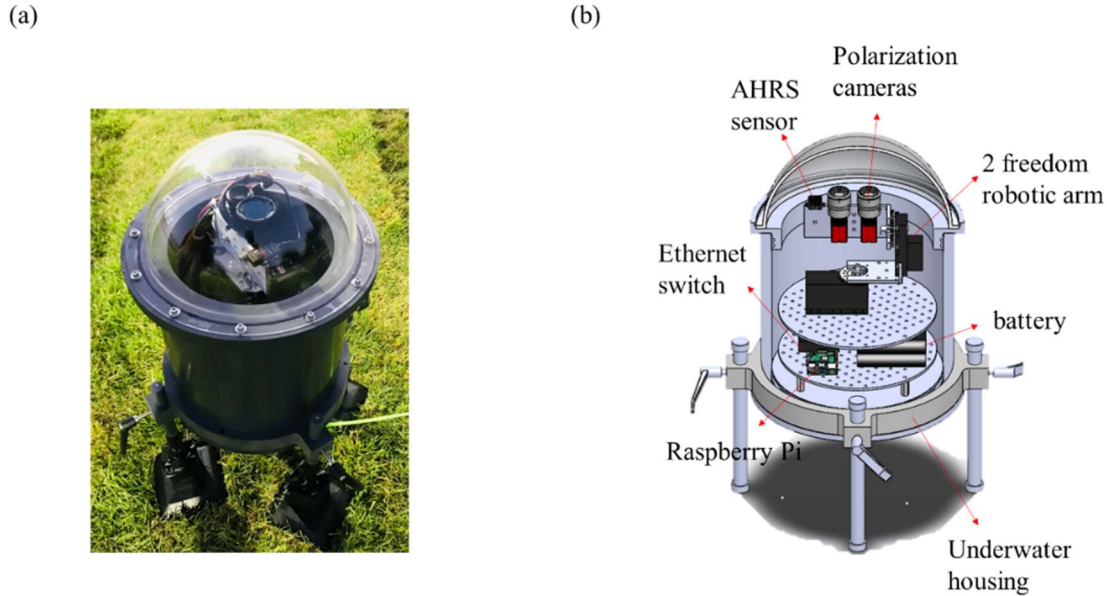 (a)
(b)
Polarization
cameras
AHRS
sensor
2 freedom
robotic arm
Ethernet
switch
battery
Raspberry Pi
Underwater
housing